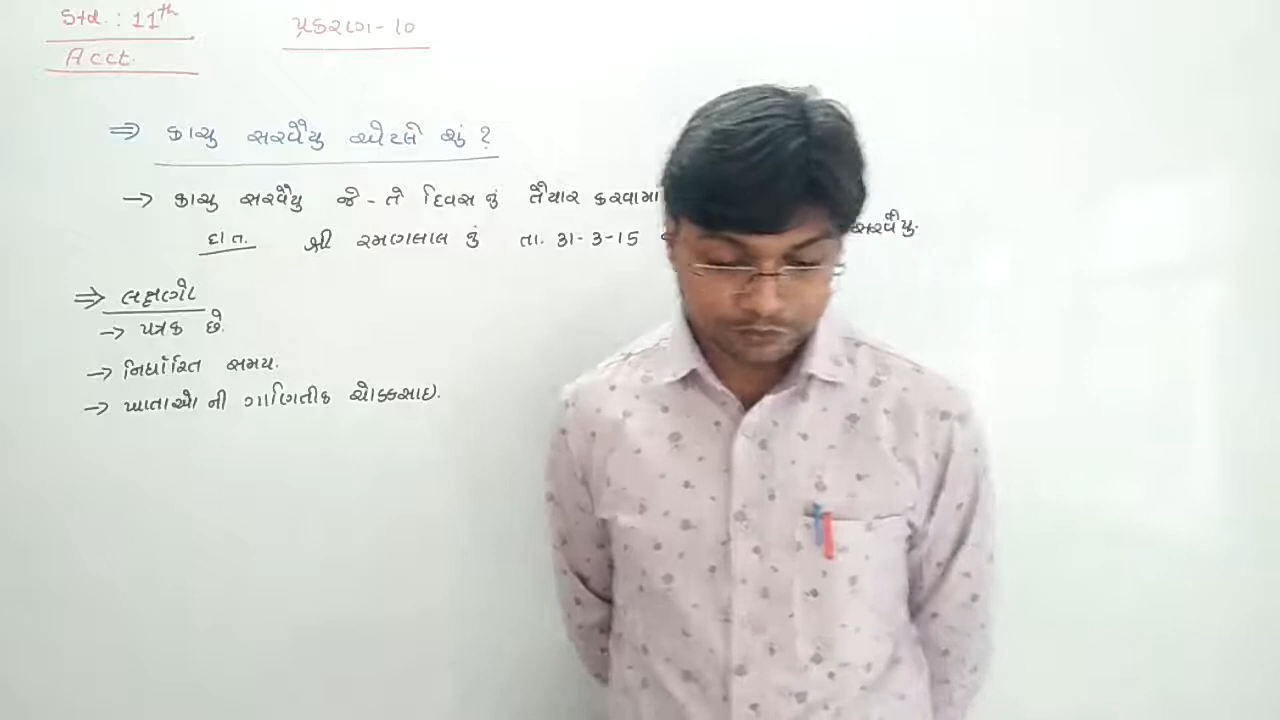 Std. : 11th
Acct.
પ્રકરણ - 10
⇒ કાચુ સરવૈયુ એટલે શું ?
→ કાચુ સરવૈયુ જે - તે દિવસ નું તૈયાર કરવામા
દા.ત. શ્રી રમણલાલ નું તા. 31-3-15 સરવૈયુ.
⇒ લક્ષણો
→ પત્રક છે.
→ નિર્ધારિત સમય.
→ ખાતાઓ ની ગાણિતીક ચોક્કસાઇ.